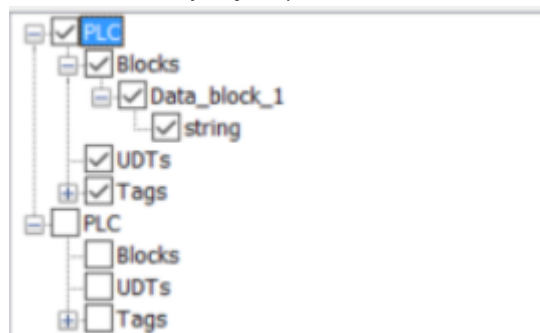 PLC
Blocks
Data_block_1
string
UDTs
Tags
PLC
Blocks
UDTs
Tags